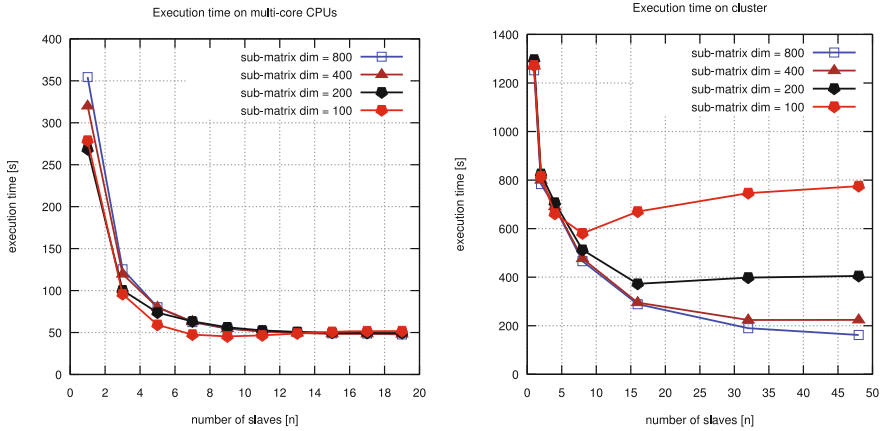 Execution time on multi-core CPUs
400
350
300
250
200
150
100
50
0
execution time [s]
sub-matrix dim = 800
sub-matrix dim = 400
sub-matrix dim = 200
sub-matrix dim = 100
0 2 4 6 8 10 12 14 16 18 20
number of slaves [n]
Execution time on cluster
1400
1200
1000
800
600
400
200
0
execution time [s]
sub-matrix dim = 800
sub-matrix dim = 400
sub-matrix dim = 200
sub-matrix dim = 100
0 5 10 15 20 25 30 35 40 45 50
number of slaves [n]